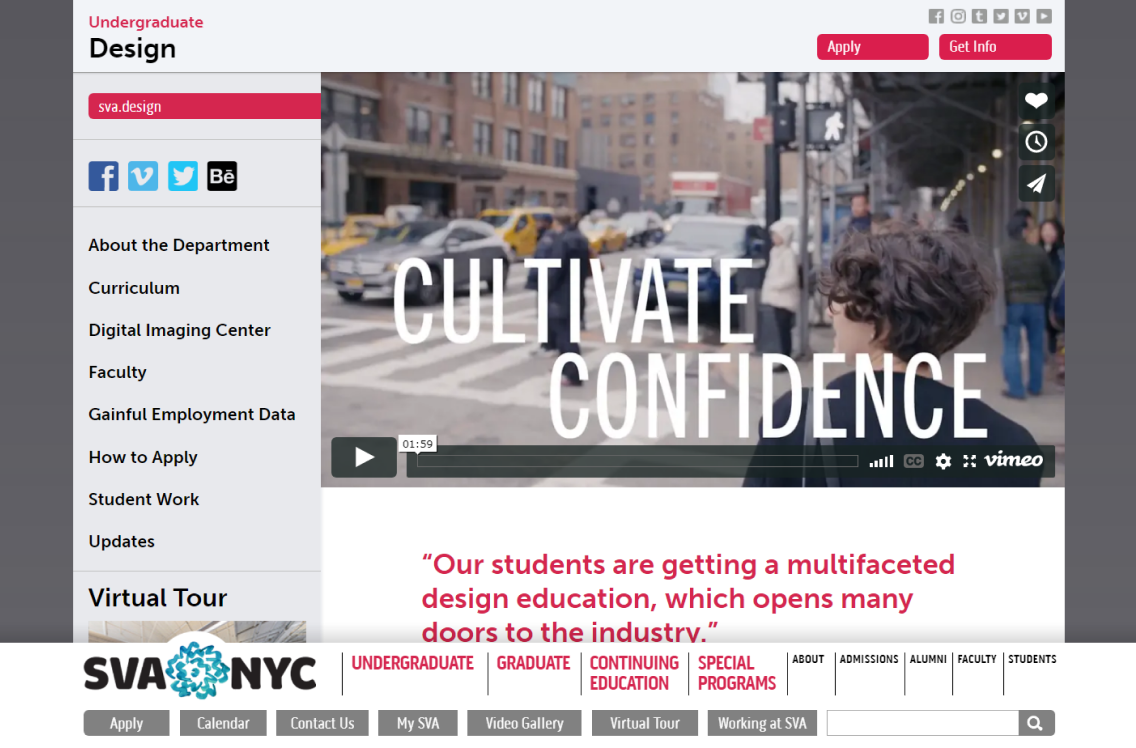 Undergraduate
Design
Apply
Get Info
sva.design
Bē
About the Department
Curriculum
Digital Imaging Center
Faculty
Gainful Employment Data
How to Apply
Student Work
Updates
Virtual Tour
CULTIVATE
CONFIDENCE
01:59
CC
vimeo
“Our students are getting a multifaceted
design education, which opens many
doors to the industry.”
SVA NYC
UNDERGRADUATE
GRADUATE
CONTINUING
EDUCATION
SPECIAL
PROGRAMS
ABOUT
ADMISSIONS
ALUMNI
FACULTY
STUDENTS
Apply
Calendar
Contact Us
My SVA
Video Gallery
Virtual Tour
Working at SVA